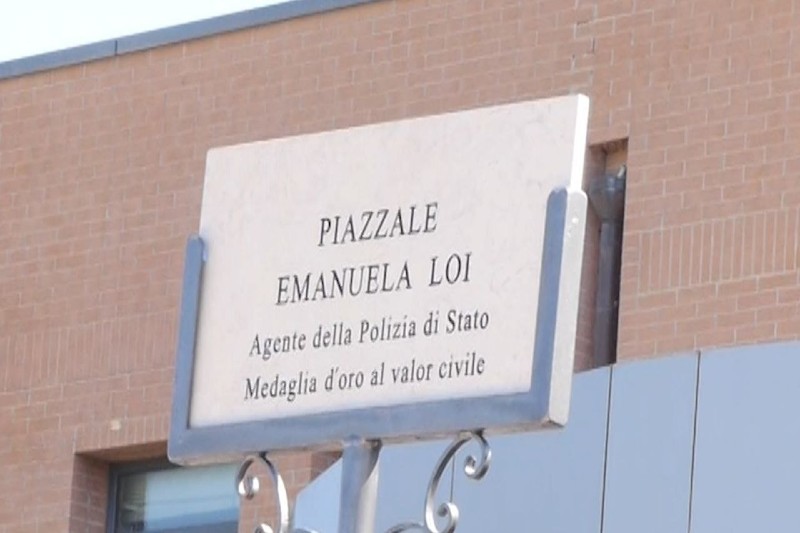 PIAZZALE
EMANUELA LOI
Agente della Polizia di Stato
Medaglia d'oro al valor civile